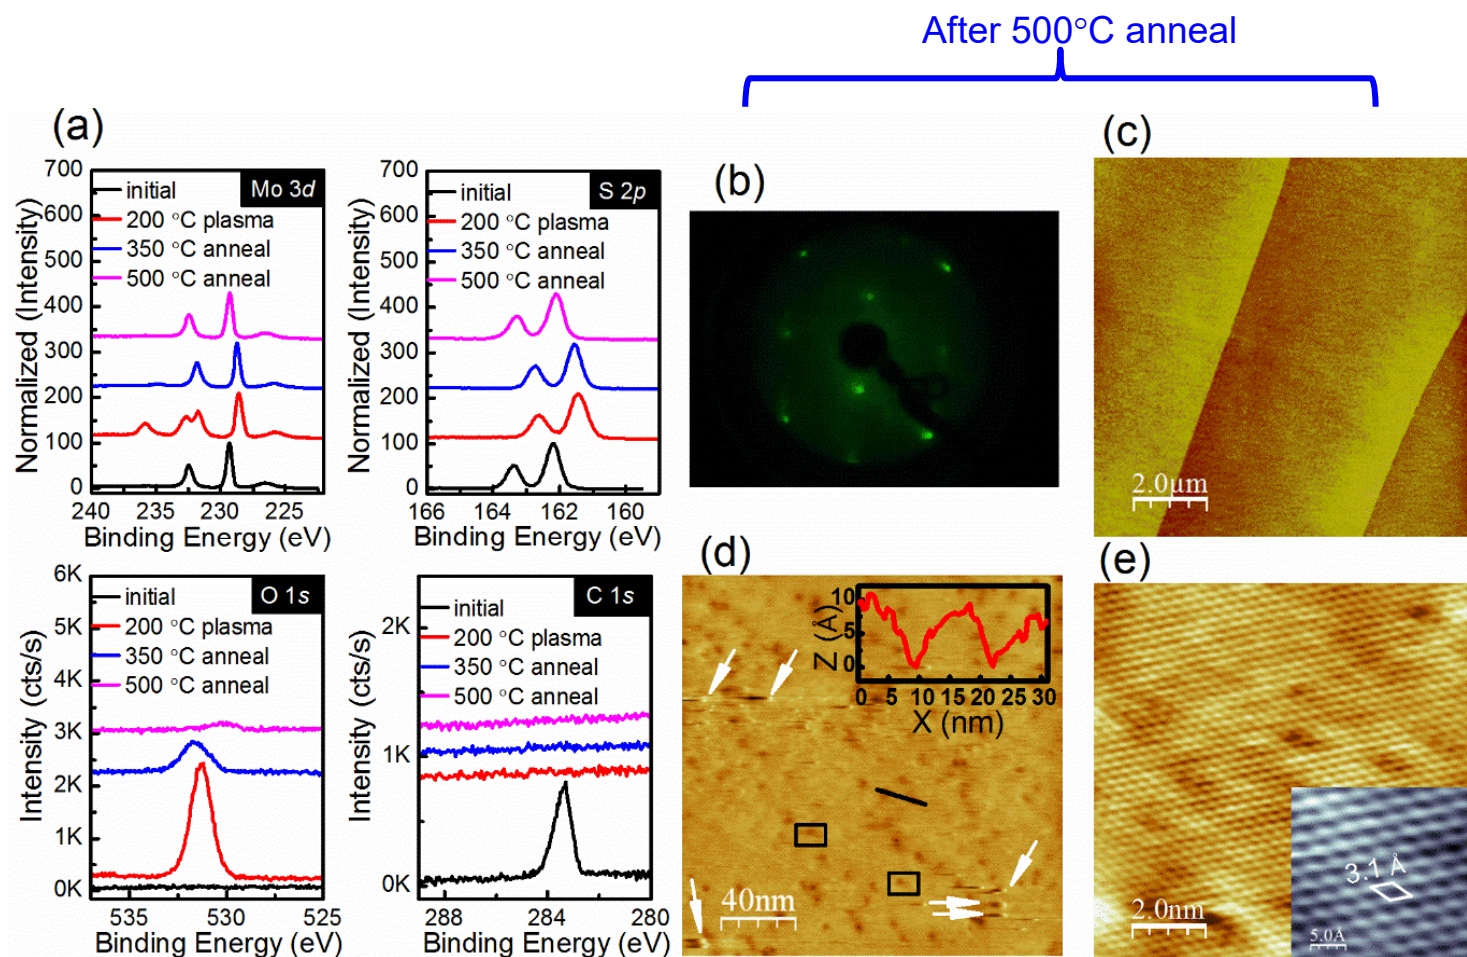 After 500°C anneal
(a)
700
600
500
400
300
200
100
0
Normalized (Intensity)
initial
200 °C plasma
350 °C anneal
500 °C anneal
Mo 3d
240 235 230 225
Binding Energy (eV)
700
600
500
400
300
200
100
0
Normalized (Intensity)
initial
200 °C plasma
350 °C anneal
500 °C anneal
S 2p
166 164 162 160
Binding Energy (eV)
6K
5K
4K
3K
2K
1K
0K
Intensity (cts/s)
initial
200 °C plasma
350 °C anneal
500 °C anneal
O 1s
535 530 525
Binding Energy (eV)
2K
1K
0K
Intensity (cts/s)
initial
200 °C plasma
350 °C anneal
500 °C anneal
C 1s
288 284 280
Binding Energy (eV)
(b)
(c)
2.0µm
(d)
10
5
0
Z (Å)
0 5 10 15 20 25 30
X (nm)
40nm
(e)
2.0nm
3.1 Å
5.0Å